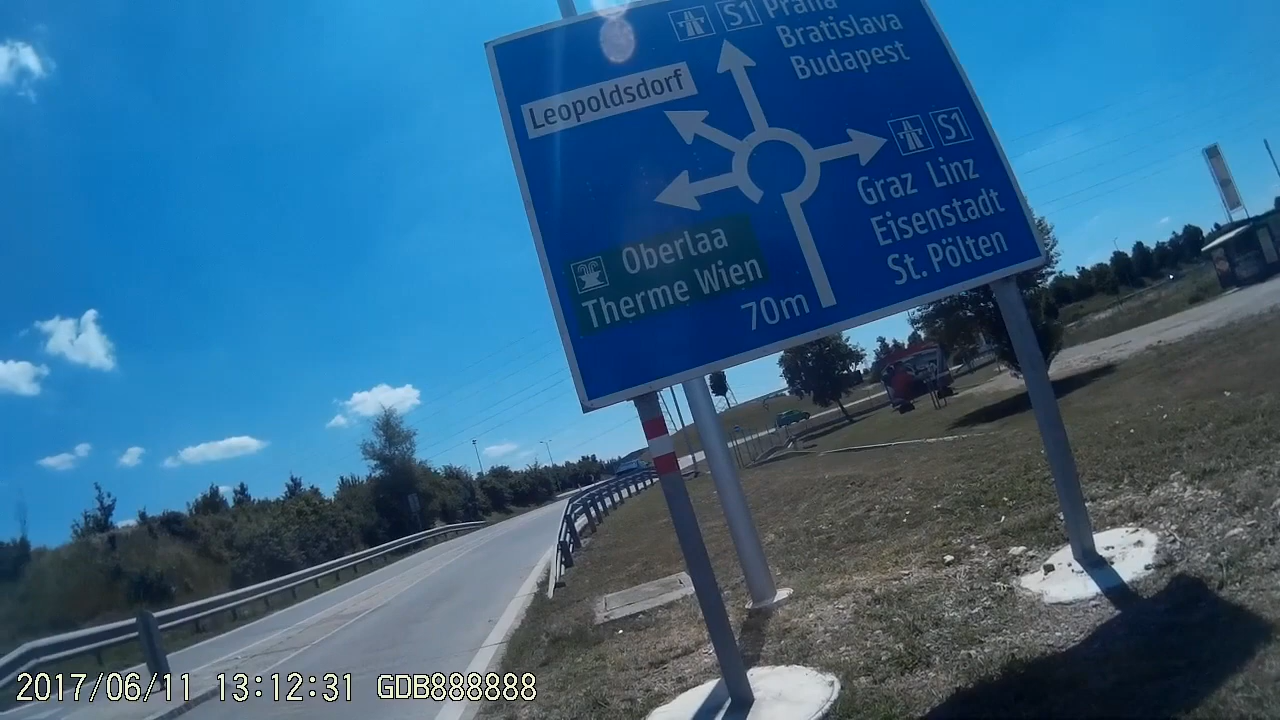 S1 Praha
Bratislava
Budapest
Leopoldsdorf
S1
Graz Linz
Eisenstadt
St. Pölten
Oberlaa
Therme Wien
70m
2017/06/11 13:12:31 GDB888888